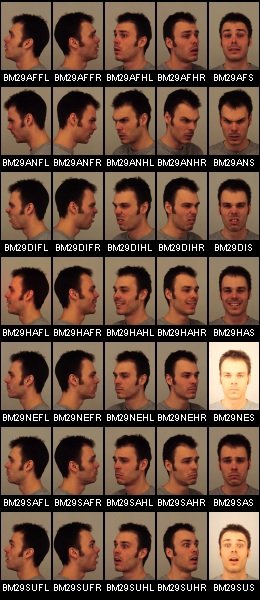 BM29AFFL BM29AFFR BM29AFHL BM29AFHR BM29AFS
BM29ANFL BM29ANFR BM29ANHL BM29ANHR BM29ANS
BM29DIFL BM29DIFR BM29DIHL BM29DIHR BM29DIS
BM29HAFL BM29HAFR BM29HAHL BM29HAHR BM29HAS
BM29NEFL BM29NEFR BM29NEHL BM29NEHR BM29NES
BM29SAFL BM29SAFR BM29SAHL BM29SAHR BM29SAS
BM29SUFL BM29SUFR BM29SUHL BM29SUHR BM29SUS